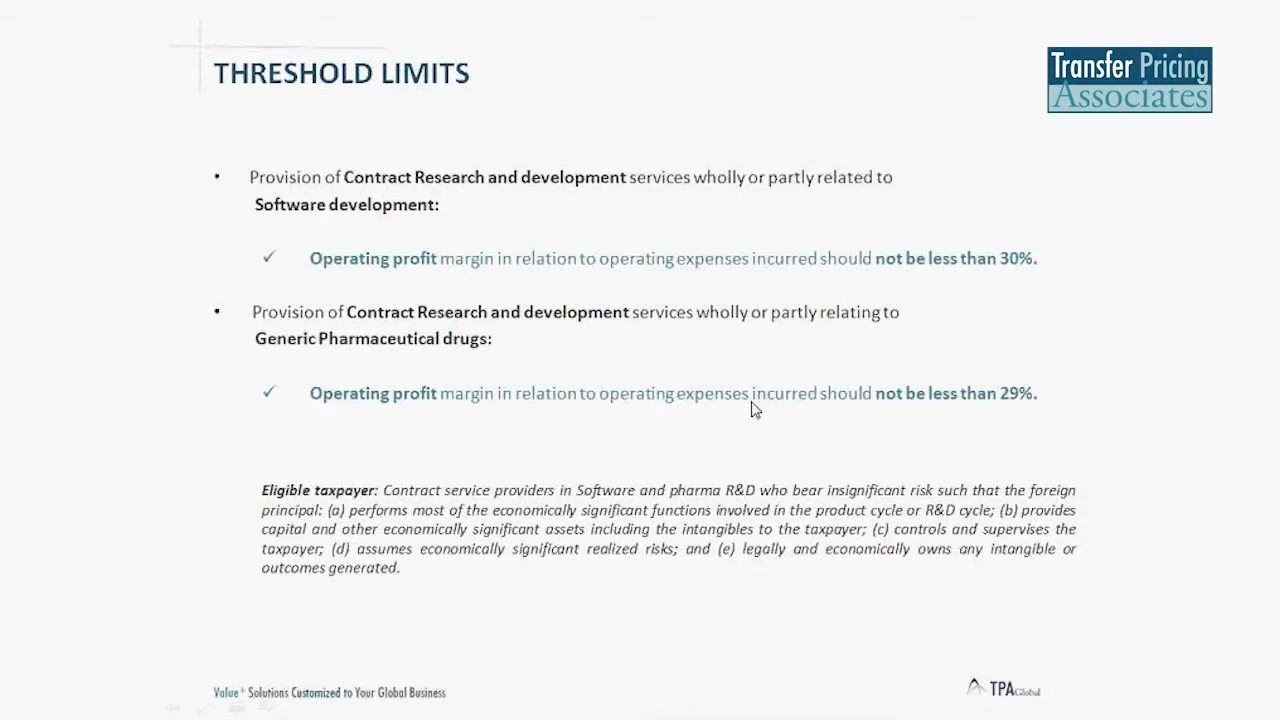 THRESHOLD LIMITS
Transfer Pricing
Associates
• Provision of Contract Research and development services wholly or partly related to
Software development:
✓ Operating profit margin in relation to operating expenses incurred should not be less than 30%.
• Provision of Contract Research and development services wholly or partly relating to
Generic Pharmaceutical drugs:
✓ Operating profit margin in relation to operating expenses incurred should not be less than 29%.
Eligible taxpayer: Contract service providers in Software and pharma R&D who bear insignificant risk such that the foreign
principal: (a) performs most of the economically significant functions involved in the product cycle or R&D cycle; (b) provides
capital and other economically significant assets including the intangibles to the taxpayer; (c) controls and supervises the
taxpayer; (d) assumes economically significant realized risks; and (e) legally and economically owns any intangible or
outcomes generated.
Value+ Solutions Customized to Your Global Business
TPA Global